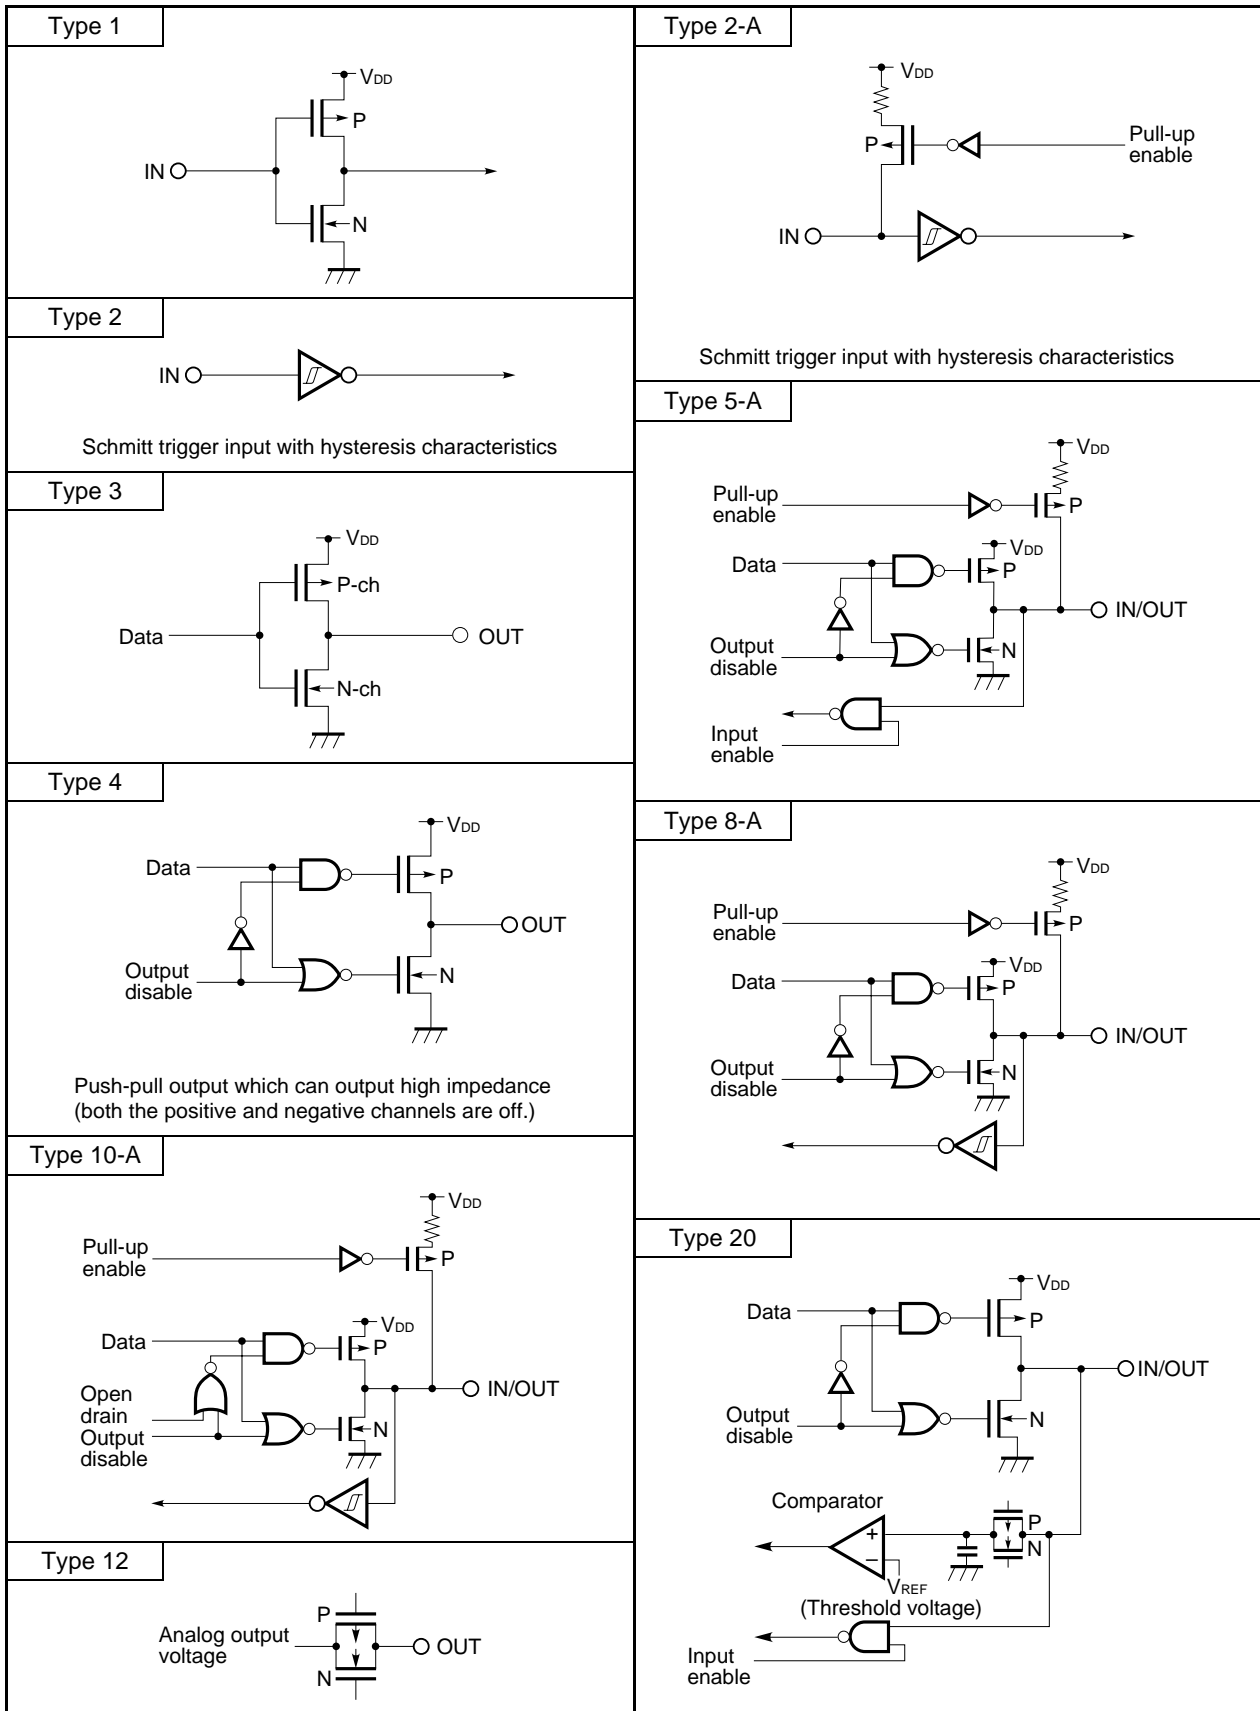 Type 1
VDD
P
IN
N
Type 2
IN
Schmitt trigger input with hysteresis characteristics
Type 3
VDD
P-ch
Data
OUT
N-ch
Type 4
VDD
Data
P
OUT
Output
disable
N
Push-pull output which can output high impedance
(both the positive and negative channels are off.)
Type 10-A
VDD
Pull-up
enable
P
VDD
Data
P
IN/OUT
Open
drain
N
Output
disable
Type 12
P
Analog output
voltage
OUT
N
Type 2-A
VDD
P
Pull-up
enable
IN
Schmitt trigger input with hysteresis characteristics
Type 5-A
VDD
Pull-up
enable
P
VDD
Data
P
IN/OUT
Output
disable
N
Input
enable
Type 8-A
VDD
Pull-up
enable
P
VDD
Data
P
IN/OUT
Output
disable
N
Type 20
VDD
Data
P
IN/OUT
Output
disable
N
Comparator
P
+
N
–
VREF
(Threshold voltage)
Input
enable